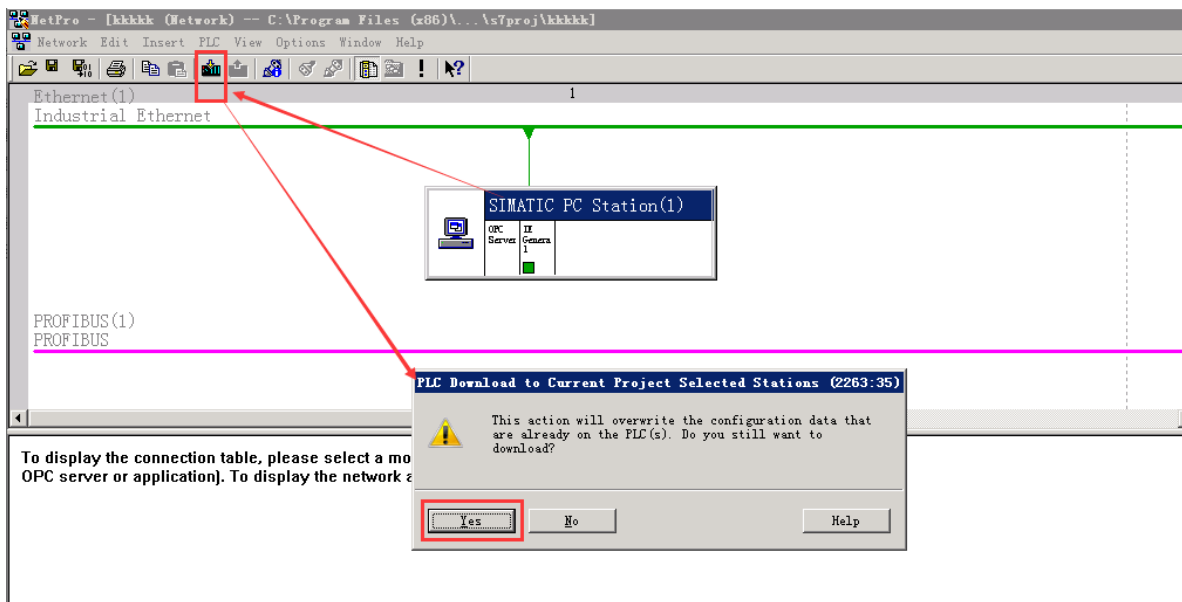 NetPro - [kkkkk (Network) -- C:\Program Files (x86)\...\s7proj\kkkkk]
Network Edit Insert PLC View Options Window Help
Ethernet(1)
1
Industrial Ethernet
SIMATIC PC Station(1)
OPC Server
IE Genera 1
PROFIBUS(1)
PROFIBUS
PLC Download to Current Project Selected Stations (2263:35)
This action will overwrite the configuration data that
are already on the PLC(s). Do you still want to
download?
Yes No Help
To display the connection table, please select a mo
OPC server or application). To display the network a